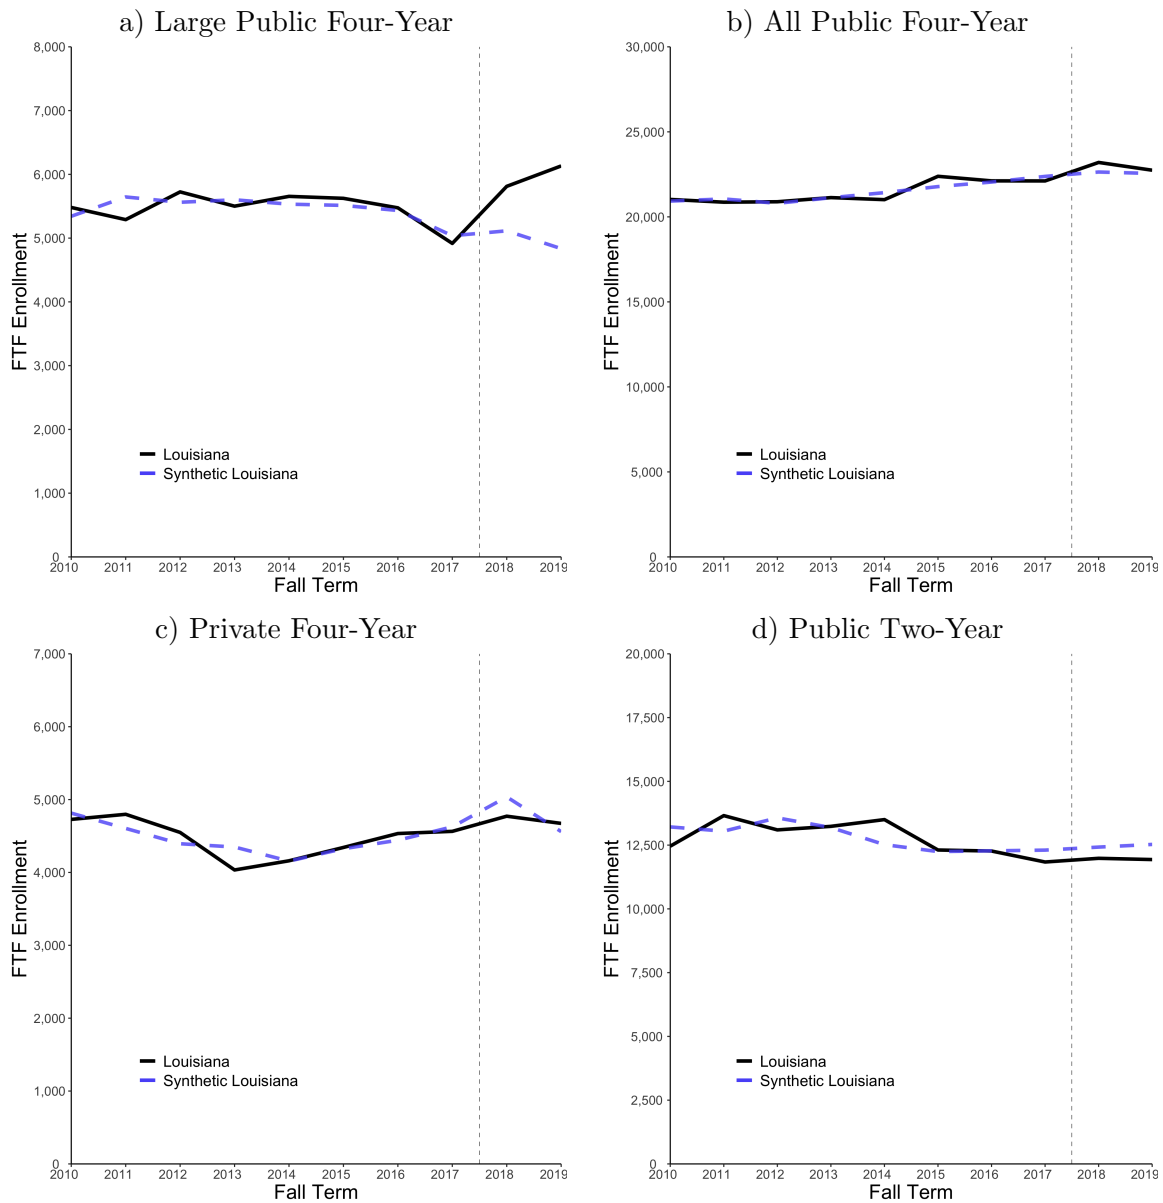 a) Large Public Four-Year
8,000
7,000
6,000
5,000
4,000
3,000
2,000
1,000
0
FTF Enrollment
Louisiana
Synthetic Louisiana
2010 2011 2012 2013 2014 2015 2016 2017 2018 2019
Fall Term
b) All Public Four-Year
30,000
25,000
20,000
15,000
10,000
5,000
0
FTF Enrollment
Louisiana
Synthetic Louisiana
2010 2011 2012 2013 2014 2015 2016 2017 2018 2019
Fall Term
c) Private Four-Year
7,000
6,000
5,000
4,000
3,000
2,000
1,000
0
FTF Enrollment
Louisiana
Synthetic Louisiana
2010 2011 2012 2013 2014 2015 2016 2017 2018 2019
Fall Term
d) Public Two-Year
20,000
17,500
15,000
12,500
10,000
7,500
5,000
2,500
0
FTF Enrollment
Louisiana
Synthetic Louisiana
2010 2011 2012 2013 2014 2015 2016 2017 2018 2019
Fall Term